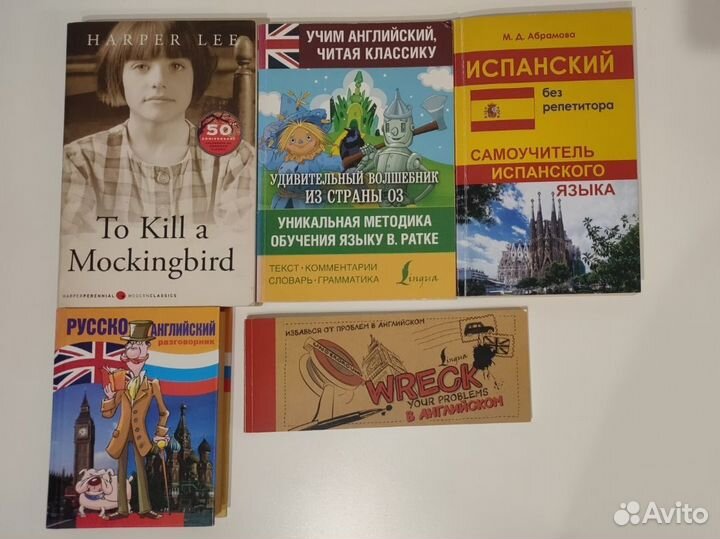 HARPER LEE
50
ANNIVERSARY
To Kill a
Mockingbird
HARPERPERENNIAL MODERNCLASSICS
УЧИМ АНГЛИЙСКИЙ,
ЧИТАЯ КЛАССИКУ
УДИВИТЕЛЬНЫЙ ВОЛШЕБНИК
ИЗ СТРАНЫ ОЗ
УНИКАЛЬНАЯ МЕТОДИКА
ОБУЧЕНИЯ ЯЗЫКУ В. РАТКЕ
ТЕКСТ • КОММЕНТАРИИ
СЛОВАРЬ • ГРАММАТИКА
Lingua
М. Д. Абрамова
ИСПАНСКИЙ
без
репетитора
САМОУЧИТЕЛЬ
ИСПАНСКОГО
ЯЗЫКА
РУССКО
АНГЛИЙСКИЙ
разговорник
ИЗБАВЬСЯ ОТ ПРОБЛЕМ В АНГЛИЙСКОМ
Lingua
WRECK
YOUR PROBLEMS
В АНГЛИЙСКОМ
Avito